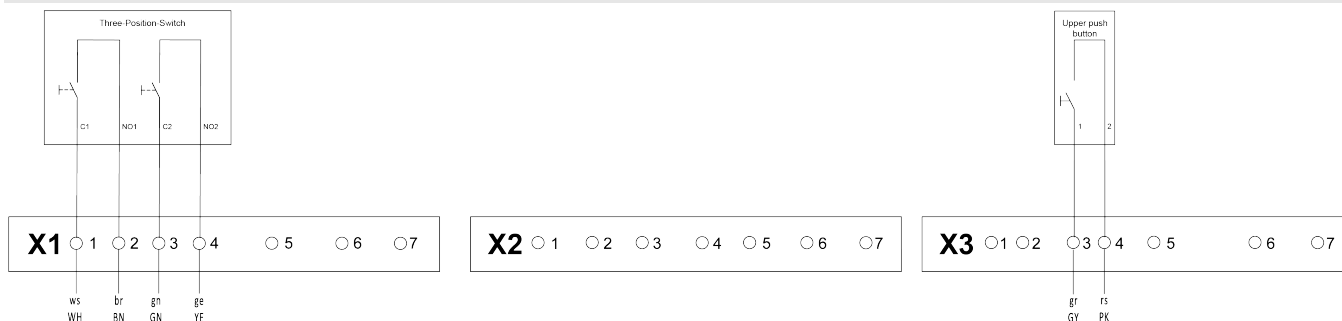 Three-Position-Switch
C1 NO1 C2 NO2
Upper push
button
1 2
X1 1 2 3 4 5 6 7
X2 1 2 3 4 5 6 7
X3 1 2 3 4 5 6 7
ws br gn ge
WH BN GN YE
gr rs
GY PK